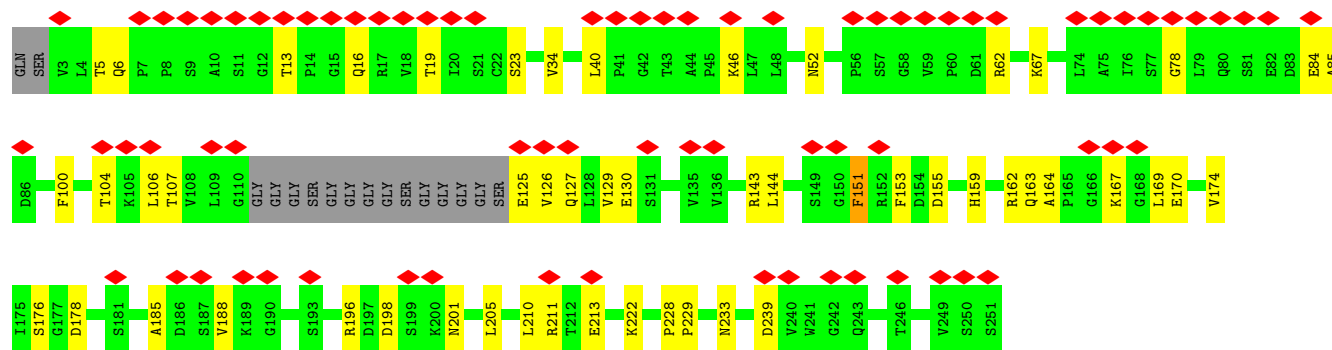 GLN SER V3 L4 T5 Q6 P7 P8 S9 A10 S11 G12 T13 P14 G15 Q16 R17 V18 T19 I20 S21 C22 S23 V34 L40 P41 G42 T43 A44 P45 K46 L47 L48 N52 P56 S57 G58 V59 P60 D61 R62 K67 L74 A75 I76 S77 G78 L79 Q80 S81 E82 D83 E84 A85
D86 F100 T104 K105 L106 T107 V108 L109 G110 GLY GLY GLY SER GLY GLY GLY GLY SER GLY GLY GLY GLY SER E125 V126 Q127 L128 V129 E130 S131 V135 V136 R143 L144 S149 G150 F151 R152 F153 D154 D155 H159 R162 Q163 A164 P165 G166 K167 G168 L169 E170 V174
I175 S176 G177 D178 S181 A185 D186 S187 V188 K189 G190 S193 R196 D197 D198 S199 K200 N201 L205 L210 R211 T212 E213 K222 P228 P229 N233 D239 V240 W241 G242 Q243 T246 V249 S250 S251